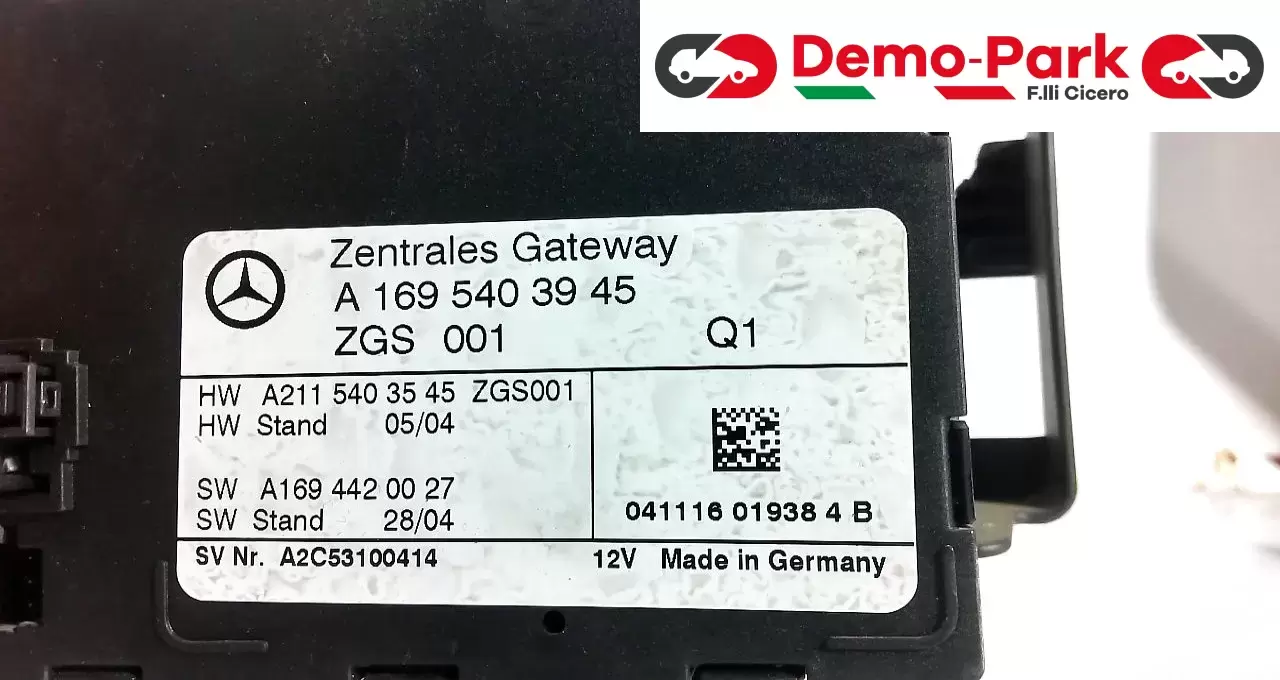 Demo-Park
F.lli Cicero
Zentrales Gateway
A 169 540 39 45
ZGS 001 Q1
HW A211 540 35 45 ZGS001
HW Stand 05/04
SW A169 442 00 27
SW Stand 28/04
041116 01938 4 B
SV Nr. A2C53100414 12V Made in Germany